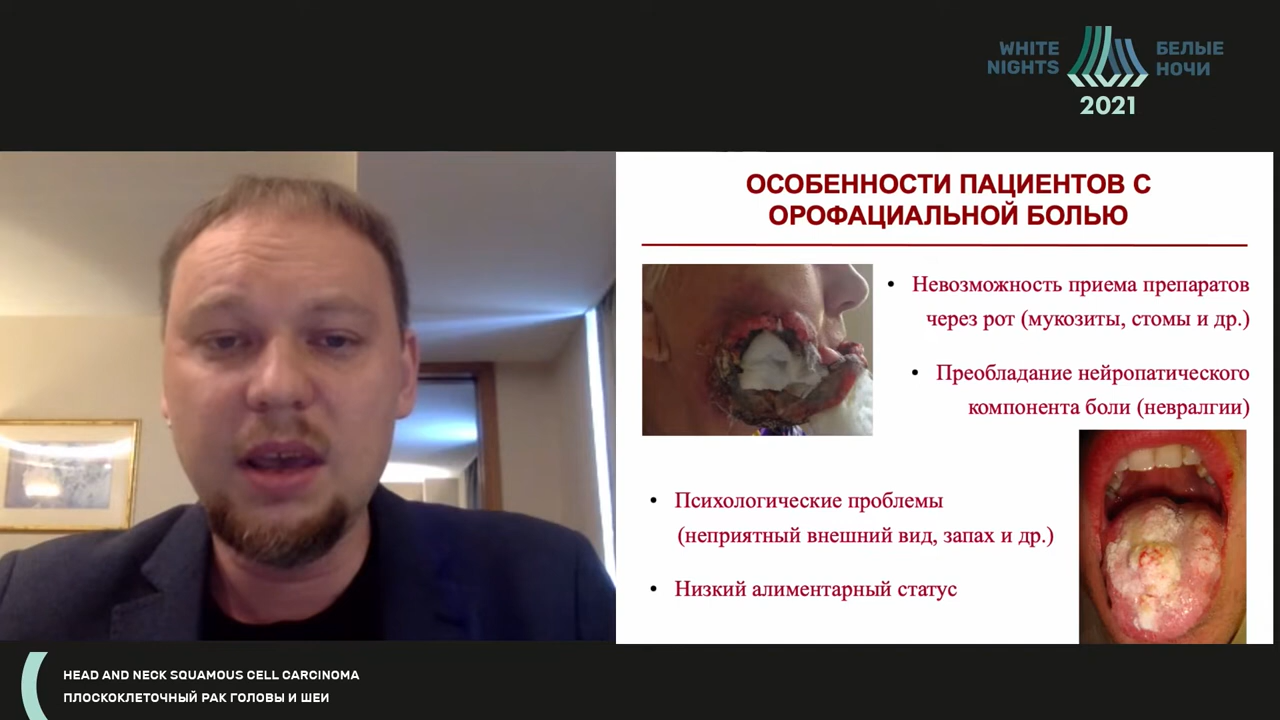 WHITE
NIGHTS
БЕЛЫЕ
НОЧИ
2021
ОСОБЕННОСТИ ПАЦИЕНТОВ С
ОРОФАЦИАЛЬНОЙ БОЛЬЮ
• Невозможность приема препаратов
через рот (мукозиты, стомы и др.)
• Преобладание нейропатического
компонента боли (невралгии)
• Психологические проблемы
(неприятный внешний вид, запах и др.)
• Низкий алиментарный статус
HEAD AND NECK SQUAMOUS CELL CARCINOMA
ПЛОСКОКЛЕТОЧНЫЙ РАК ГОЛОВЫ И ШЕИ